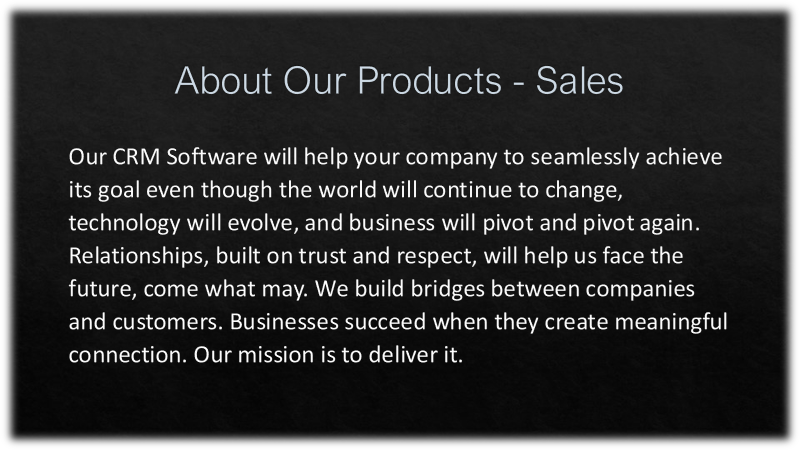 About Our Products - Sales
Our CRM Software will help your company to seamlessly achieve
its goal even though the world will continue to change,
technology will evolve, and business will pivot and pivot again.
Relationships, built on trust and respect, will help us face the
future, come what may. We build bridges between companies
and customers. Businesses succeed when they create meaningful
connection. Our mission is to deliver it.